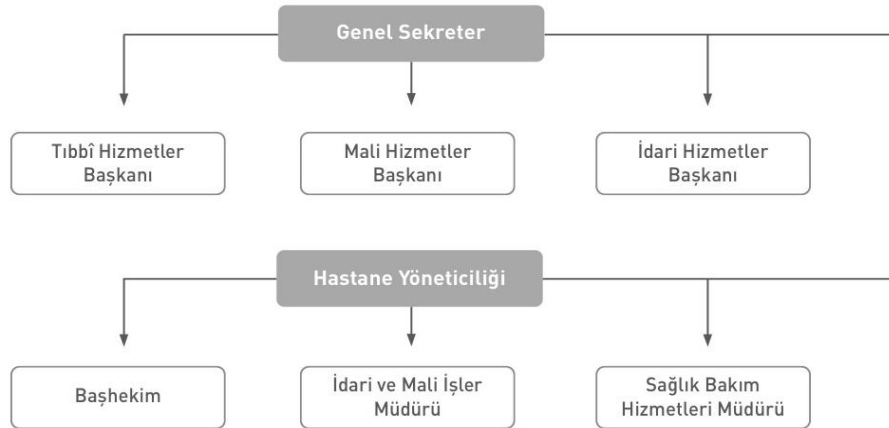 Genel Sekreter
Tıbbî Hizmetler
Başkanı
Mali Hizmetler
Başkanı
İdari Hizmetler
Başkanı
Hastane Yöneticiliği
Başhekim
İdari ve Mali İşler
Müdürü
Sağlık Bakım
Hizmetleri Müdürü